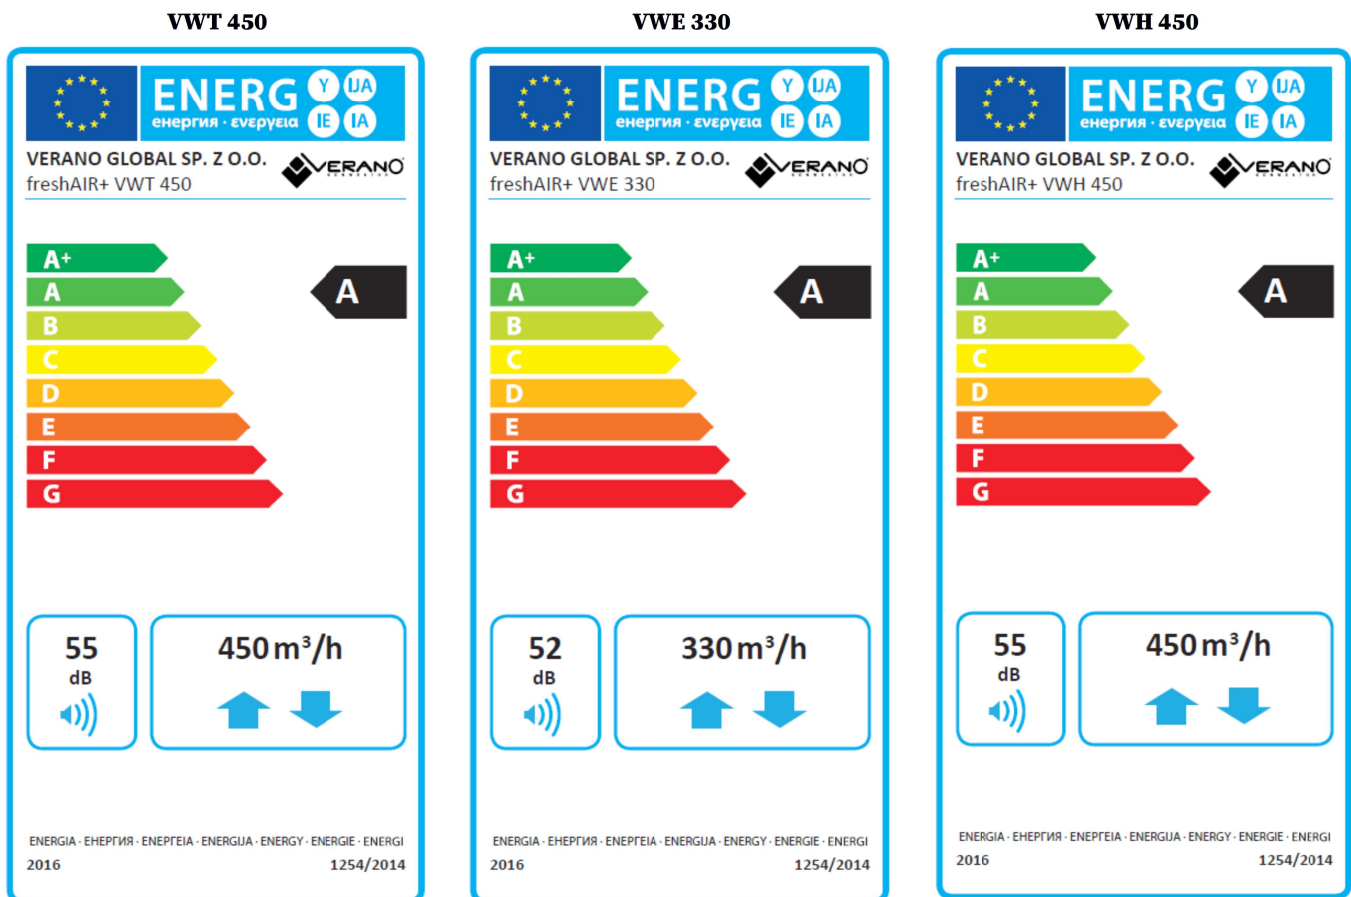 VWT 450
ENERG Y IJA
енергия · ενεργεια IE IA
VERANO GLOBAL SP. Z O.O.
freshAIR+ VWT 450
VERANO
KONWEKTOR
A+
A
B
C
D
E
F
G
A
55
dB
450 m³/h
ENERGIA · ЕНЕРГИЯ · ΕΝΕΡΓΕΙΑ · ENERGIJA · ENERGY · ENERGIE · ENERGI
2016
1254/2014
VWE 330
ENERG Y IJA
енергия · ενεργεια IE IA
VERANO GLOBAL SP. Z O.O.
freshAIR+ VWE 330
VERANO
KONWEKTOR
A+
A
B
C
D
E
F
G
A
52
dB
330 m³/h
ENERGIA · ЕНЕРГИЯ · ΕΝΕΡΓΕΙΑ · ENERGIJA · ENERGY · ENERGIE · ENERGI
2016
1254/2014
VWH 450
ENERG Y IJA
енергия · ενεργεια IE IA
VERANO GLOBAL SP. Z O.O.
freshAIR+ VWH 450
VERANO
KONWEKTOR
A+
A
B
C
D
E
F
G
A
55
dB
450 m³/h
ENERGIA · ЕНЕРГИЯ · ΕΝΕΡΓΕΙΑ · ENERGIJA · ENERGY · ENERGIE · ENERGI
2016
1254/2014